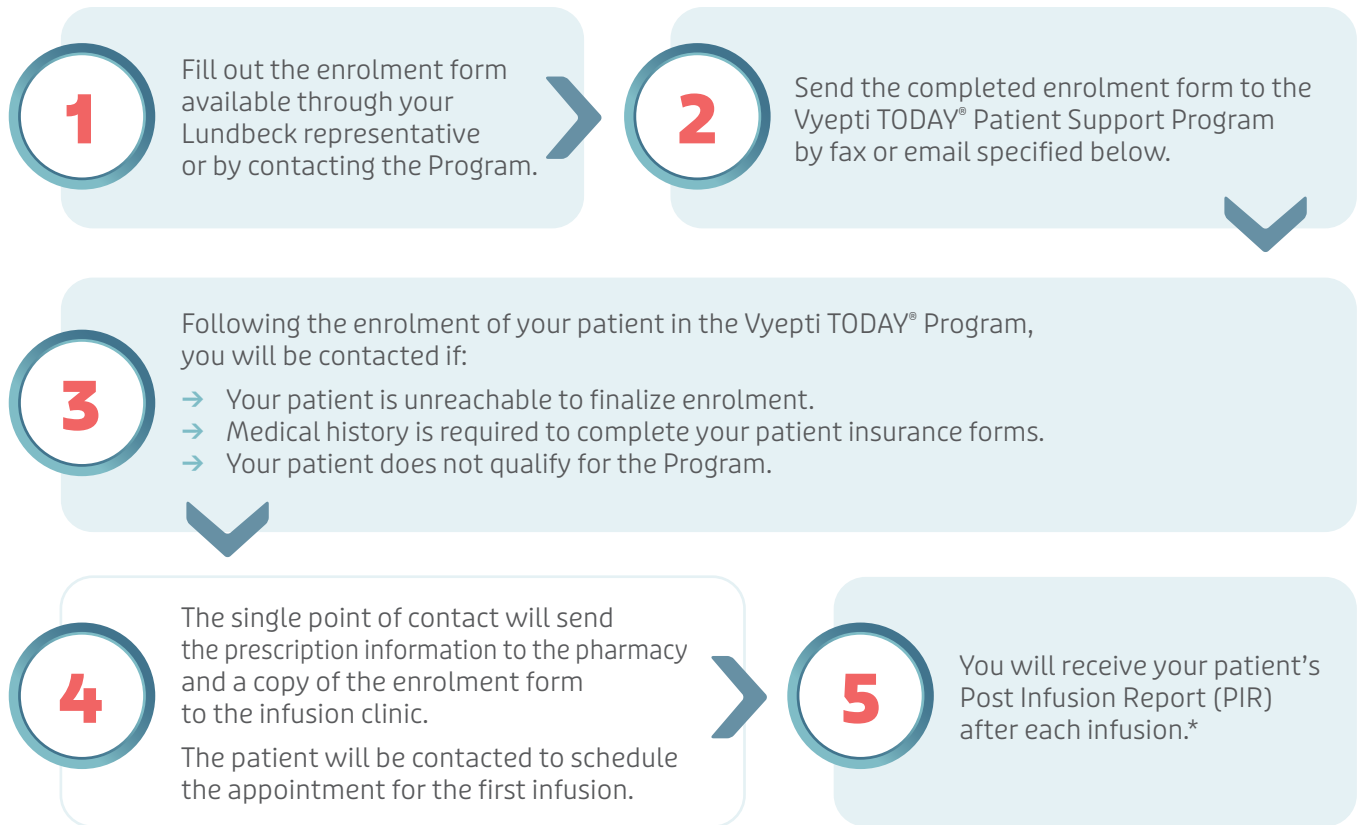 1
Fill out the enrolment form
available through your
Lundbeck representative
or by contacting the Program.
2
Send the completed enrolment form to the
Vyepti TODAY® Patient Support Program
by fax or email specified below.
3
Following the enrolment of your patient in the Vyepti TODAY® Program,
you will be contacted if:
→ Your patient is unreachable to finalize enrolment.
→ Medical history is required to complete your patient insurance forms.
→ Your patient does not qualify for the Program.
4
The single point of contact will send
the prescription information to the pharmacy
and a copy of the enrolment form
to the infusion clinic.
The patient will be contacted to schedule
the appointment for the first infusion.
5
You will receive your patient’s
Post Infusion Report (PIR)
after each infusion.*